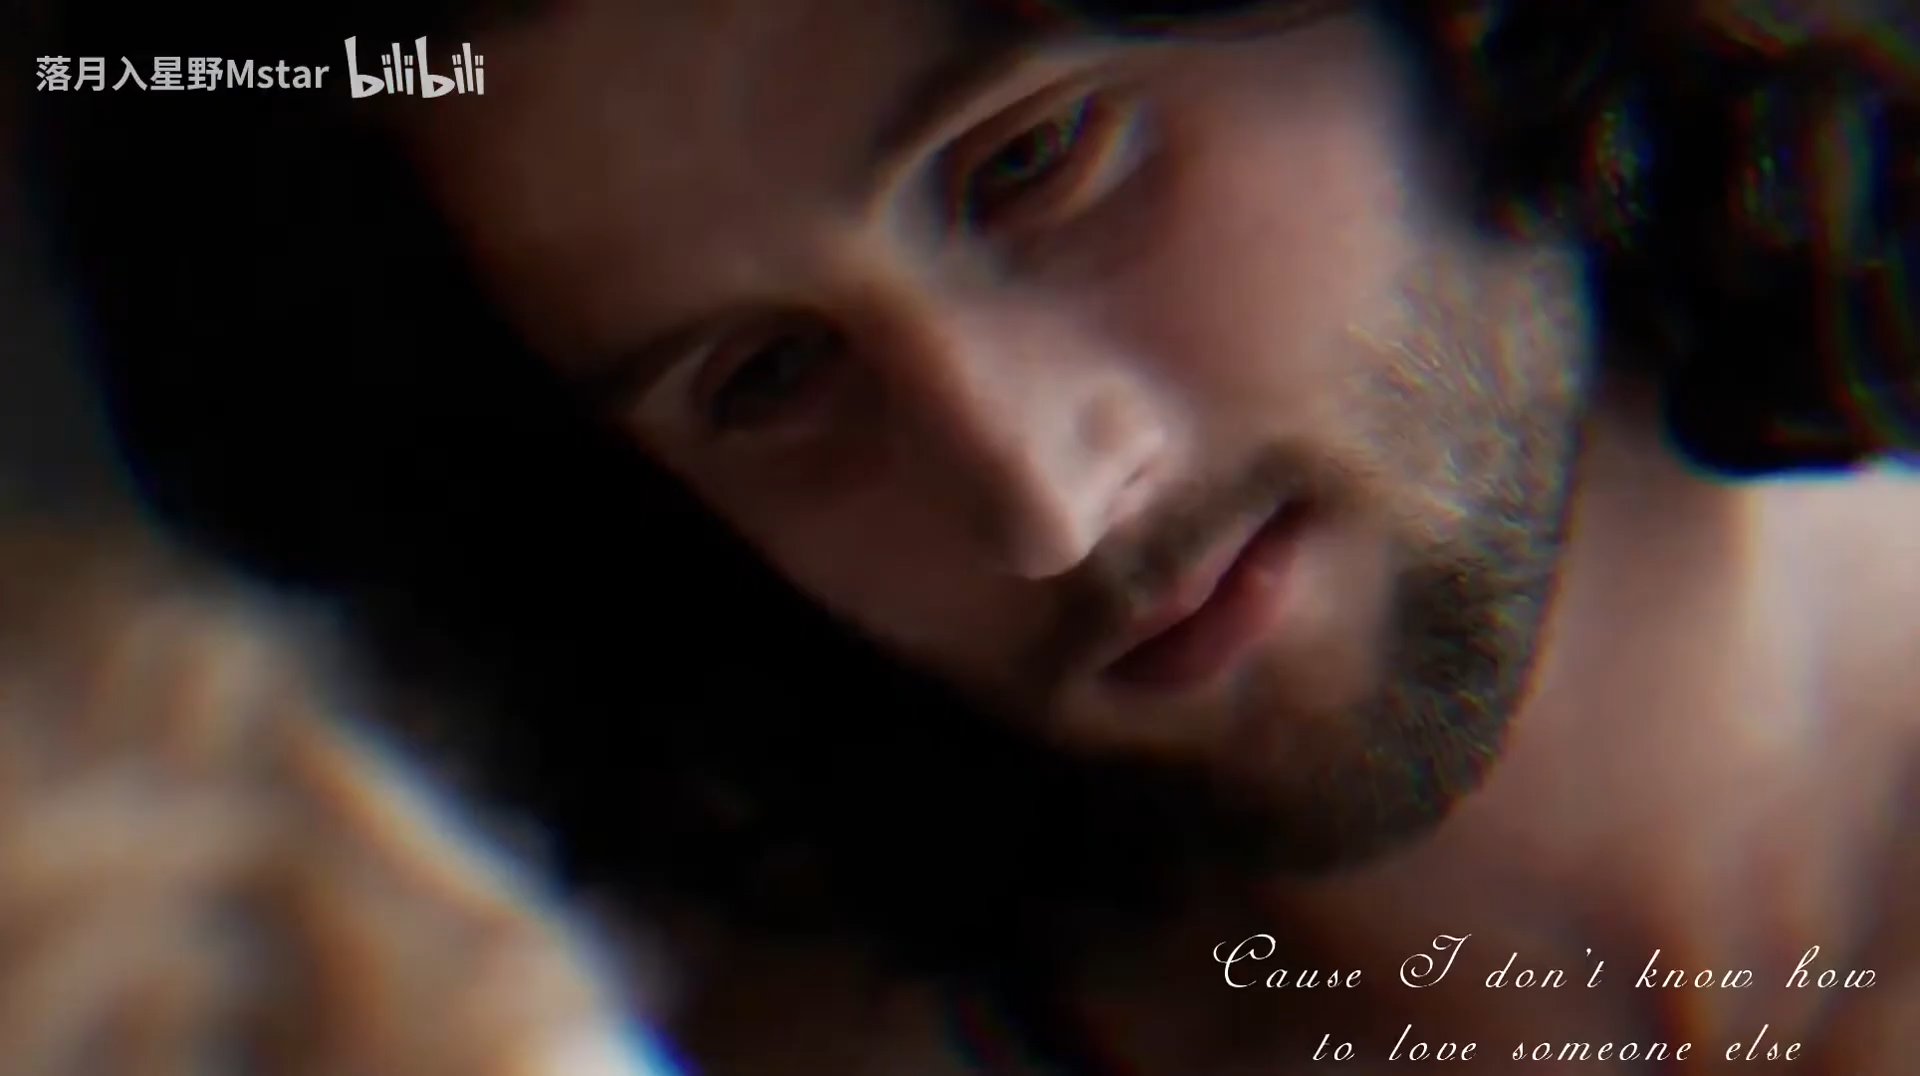 落月入星野Mstar bilibili
Cause I don't know how
to love someone else